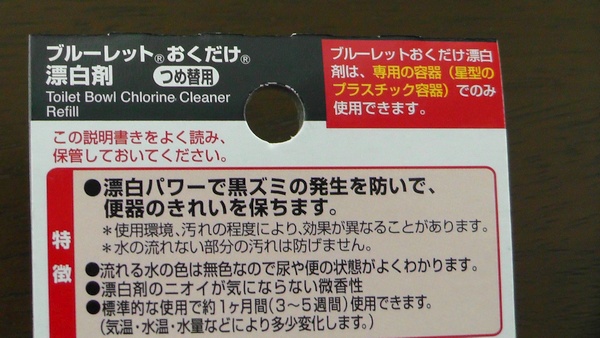 ブルーレット®おくだけ®
漂白剤 つめ替用
Toilet Bowl Chlorine Cleaner
Refill
ブルーレットおくだけ漂白
剤は、専用の容器(星型の
プラスチック容器)でのみ
使用できます。
この説明書きをよく読み、
保管しておいてください。
特徴
●漂白パワーで黒ズミの発生を防いで、
便器のきれいを保ちます。
*使用環境、汚れの程度により、効果が異なることがあります。
*水の流れない部分の汚れは防げません。
●流れる水の色は無色なので尿や便の状態がよくわかります。
●漂白剤のニオイが気にならない微香性
●標準的な使用で約1ヶ月間(3〜5週間)使用できます。
(気温・水温・水量などにより多少変化します。)